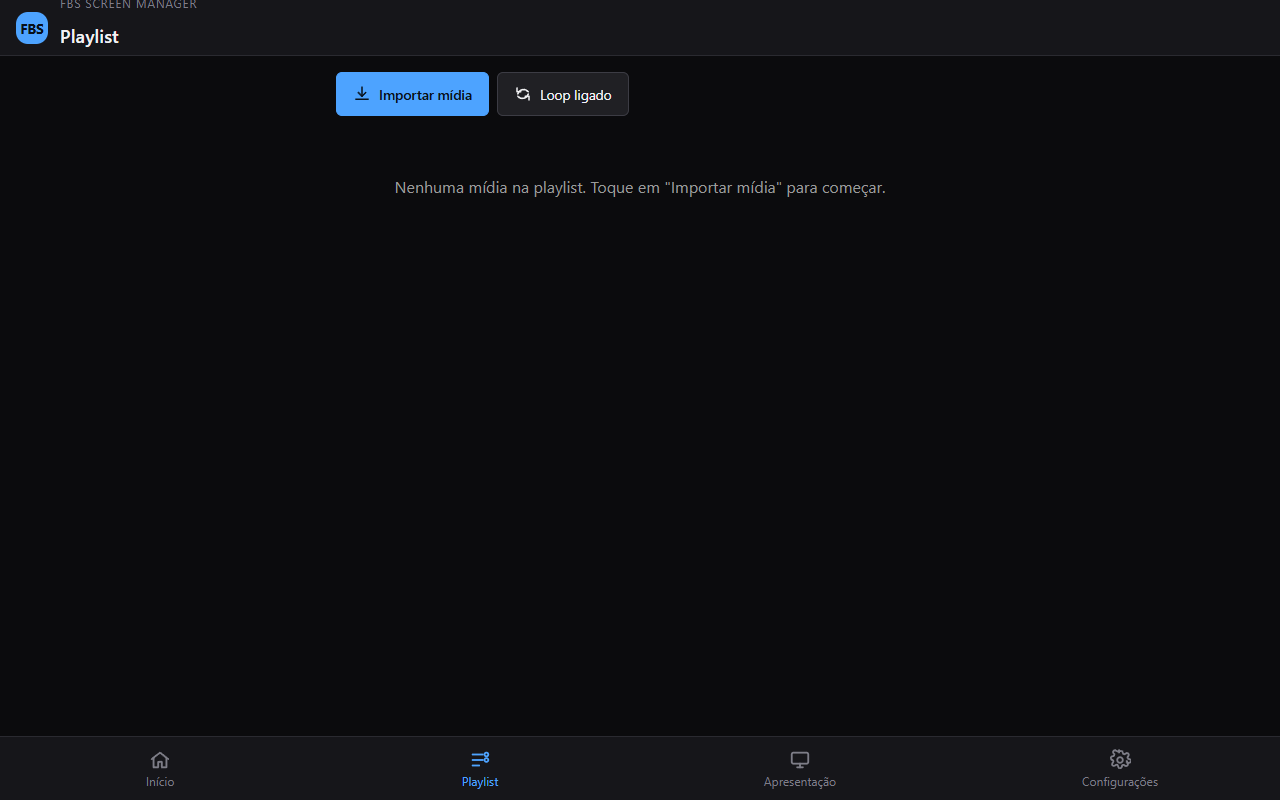 FBS SCREEN MANAGER
FBS
Playlist
Importar mídia
Loop ligado
Nenhuma mídia na playlist. Toque em "Importar mídia" para começar.
Início
Playlist
Apresentação
Configurações